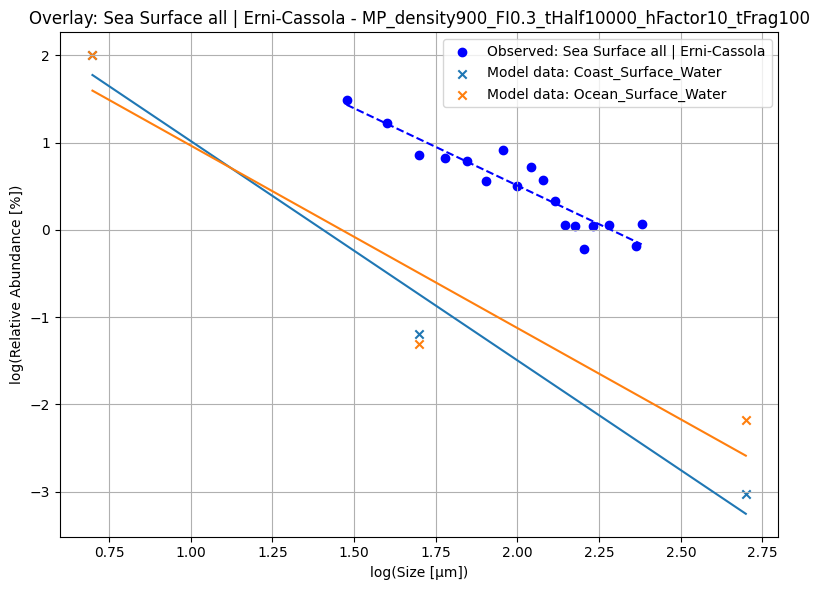 Overlay: Sea Surface all | Erni-Cassola - MP_density900_FI0.3_tHalf10000_hFactor10_tFrag100
Observed: Sea Surface all | Erni-Cassola
Model data: Coast_Surface_Water
Model data: Ocean_Surface_Water
log(Relative Abundance [%])
2
1
0
−1
−2
−3
0.75 1.00 1.25 1.50 1.75 2.00 2.25 2.50 2.75
log(Size [µm])